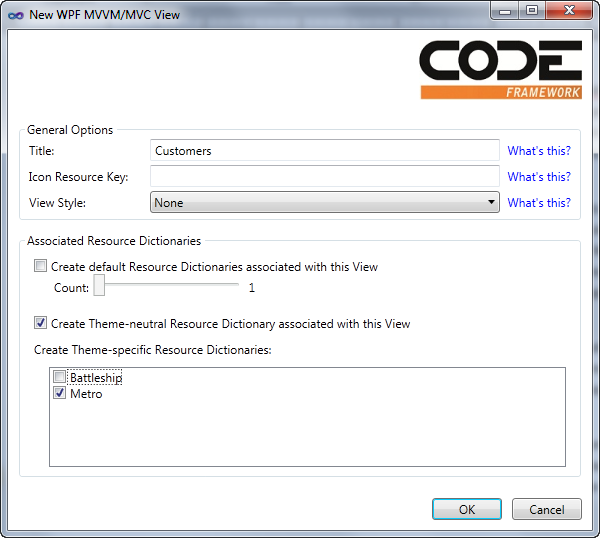 New WPF MVVM/MVC View
CODE
FRAMEWORK
General Options
Title: Customers What's this?
Icon Resource Key: What's this?
View Style: None What's this?
Associated Resource Dictionaries
Create default Resource Dictionaries associated with this View
Count: 1
Create Theme-neutral Resource Dictionary associated with this View
Create Theme-specific Resource Dictionaries:
Battleship
Metro
OK Cancel